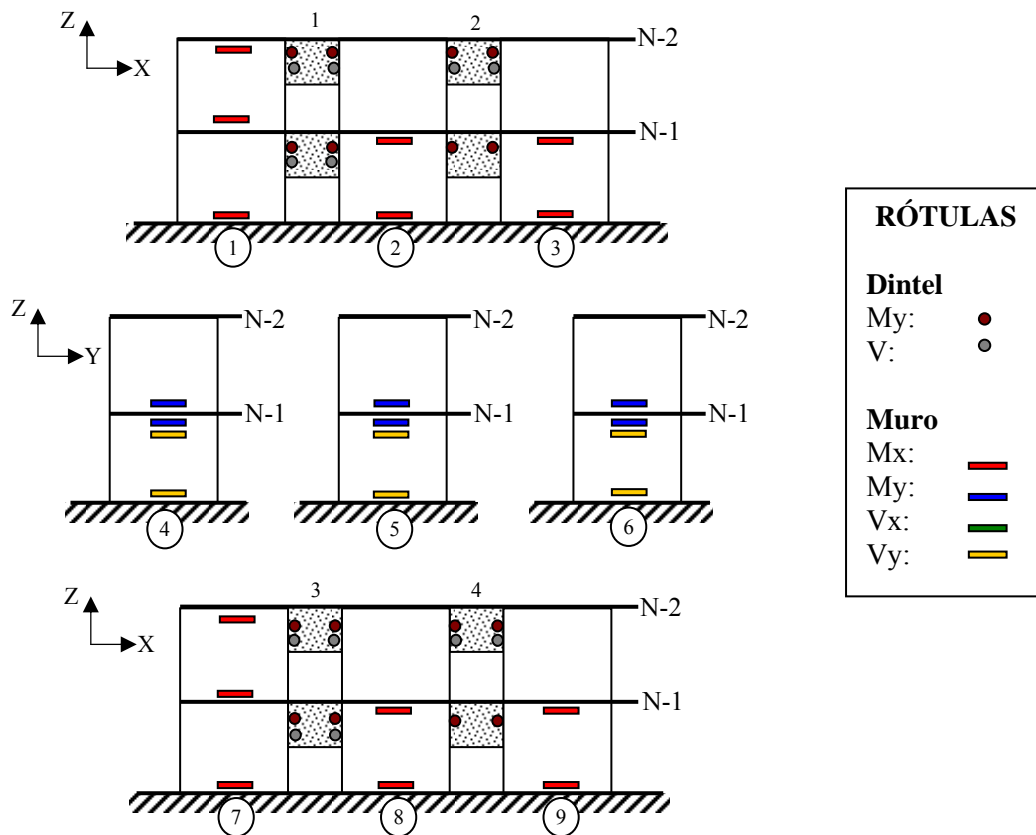 Z
1
2
N-2
X
N-1
1
2
3
RÓTULAS
Dintel
My:
V:
Muro
Mx:
My:
Vx:
Vy:
Z
N-2
N-2
N-2
Y
N-1
N-1
N-1
4
5
6
Z
3
4
N-2
X
N-1
7
8
9